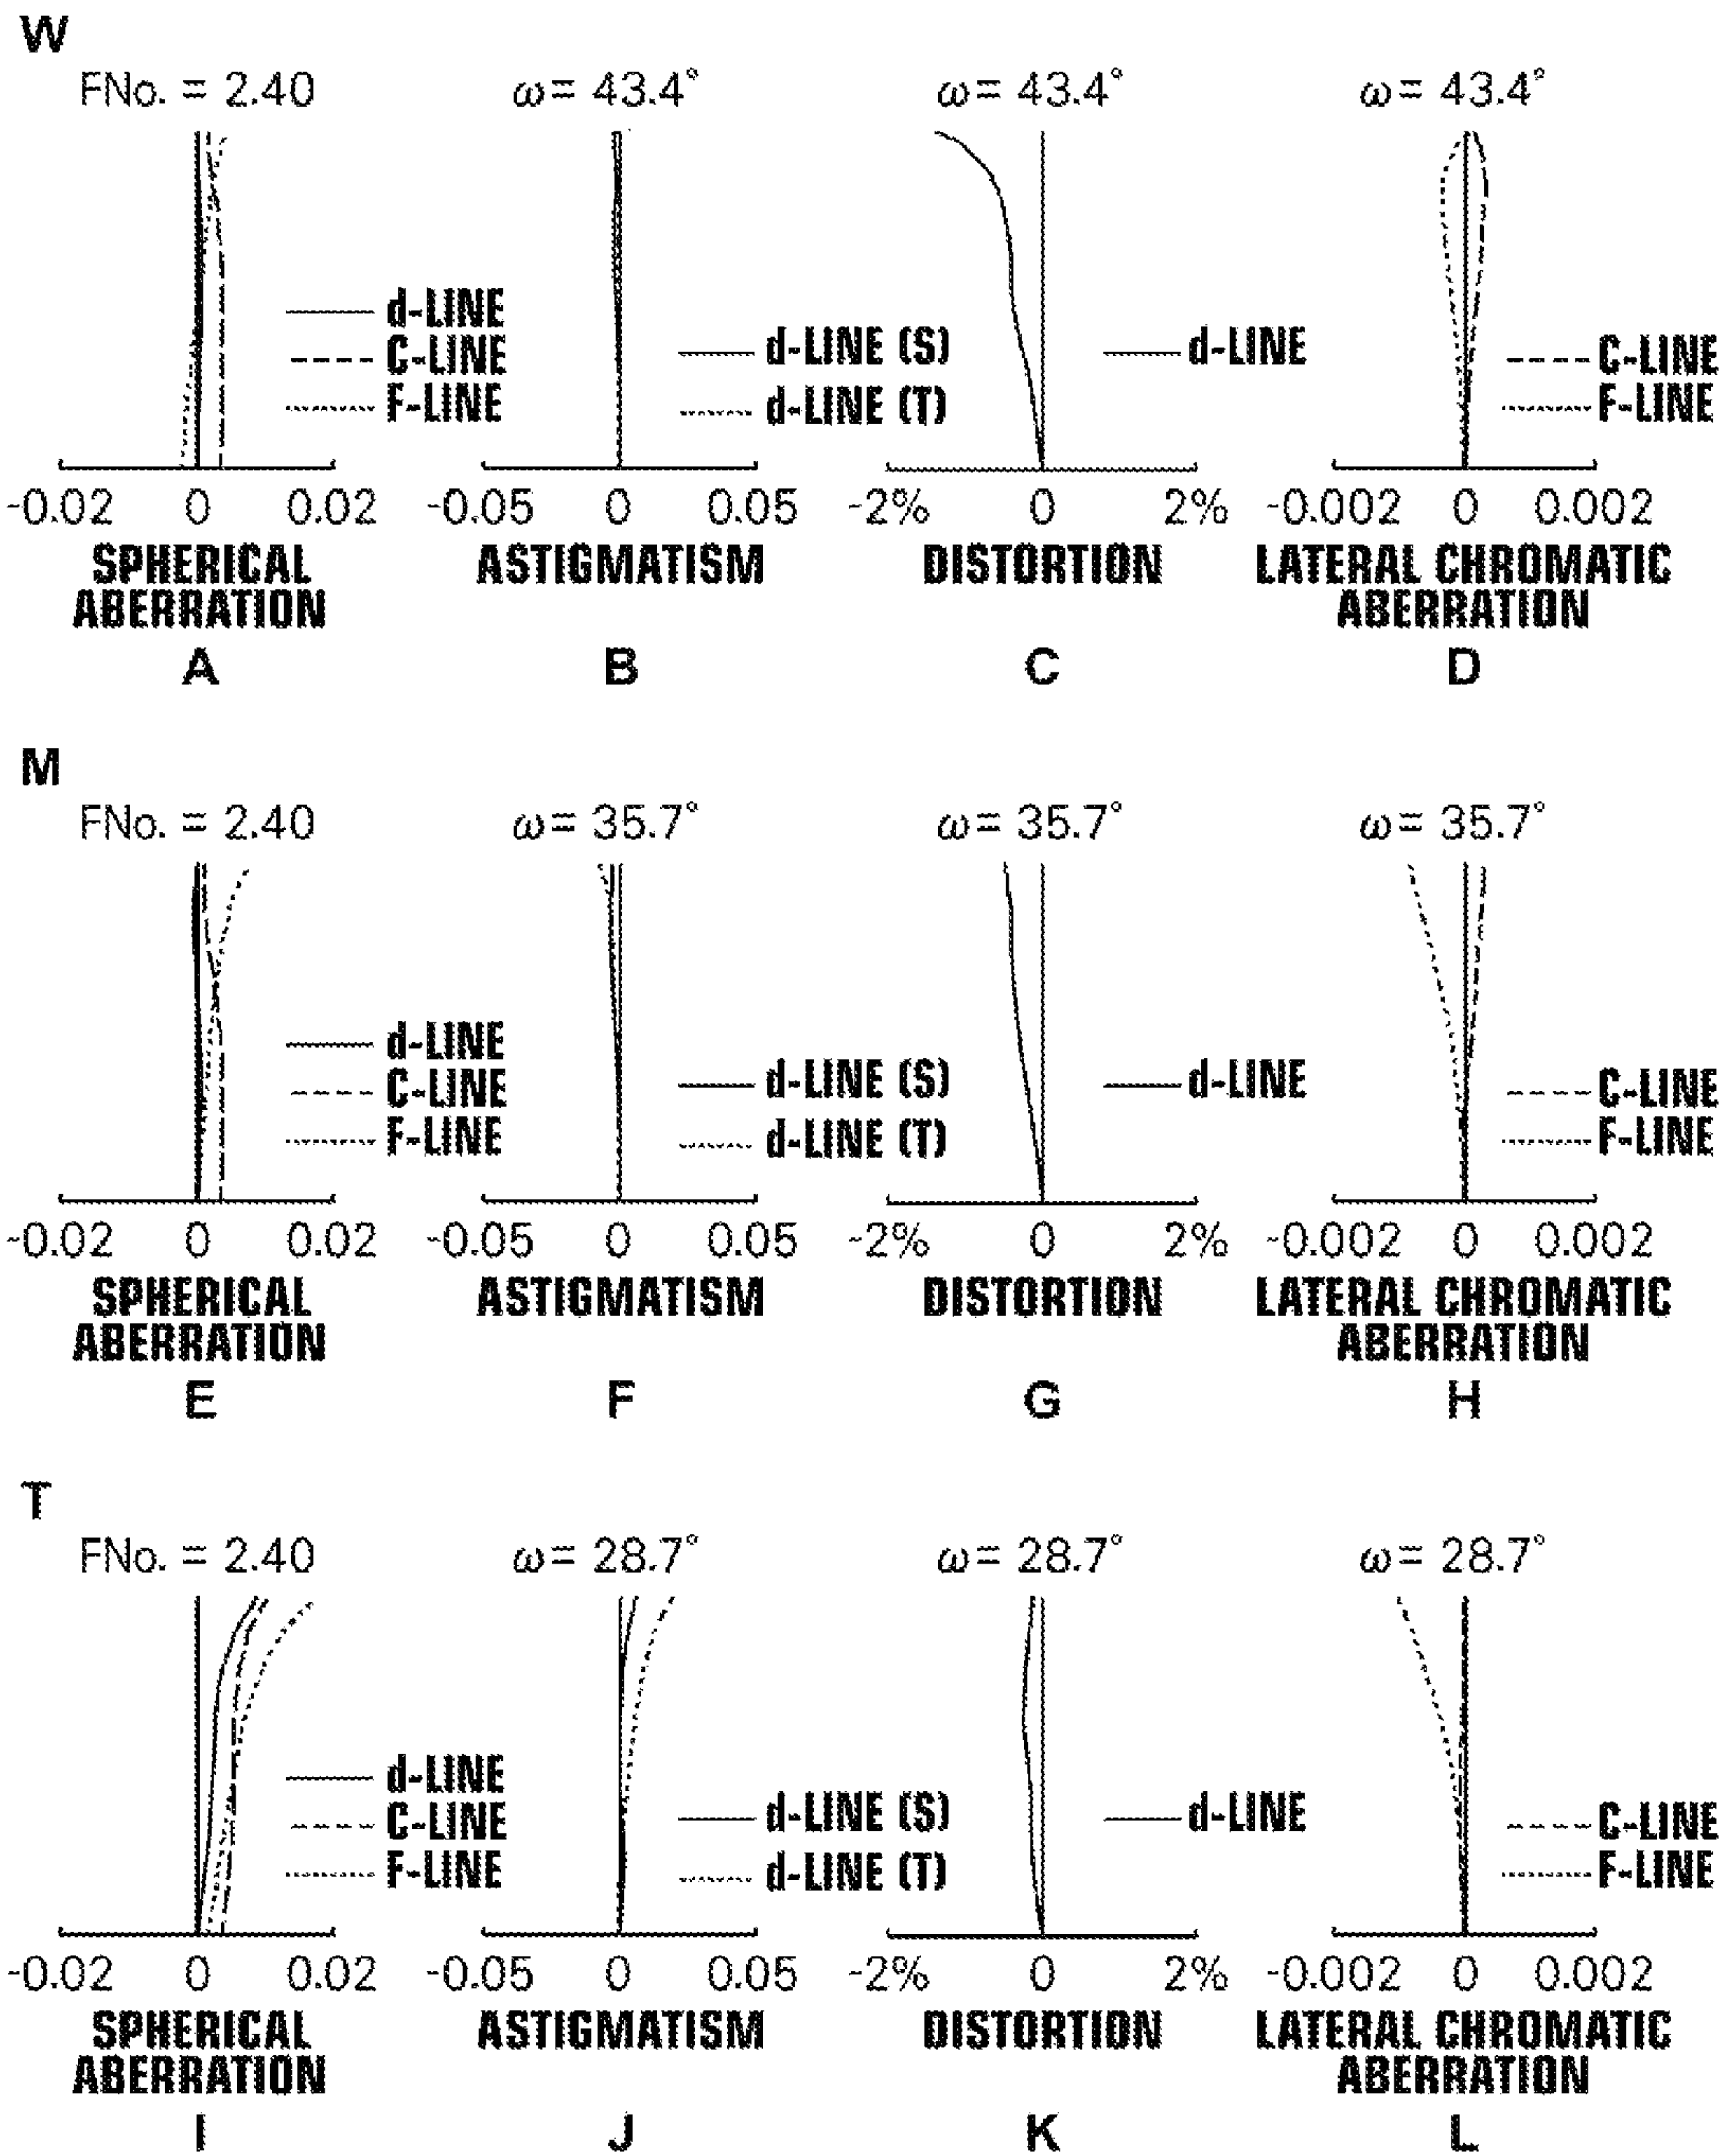 W
FNo. = 2.40
ω= 43.4°
ω= 43.4°
ω= 43.4°
d-LINE
C-LINE
F-LINE
d-LINE (S)
d-LINE (T)
d-LINE
C-LINE
F-LINE
-0.02 0 0.02
-0.05 0 0.05
-2% 0 2%
-0.002 0 0.002
SPHERICAL
ABERRATION
ASTIGMATISM
DISTORTION
LATERAL CHROMATIC
ABERRATION
A
B
C
D
M
FNo. = 2.40
ω= 35.7°
ω= 35.7°
ω= 35.7°
d-LINE
C-LINE
F-LINE
d-LINE (S)
d-LINE (T)
d-LINE
C-LINE
F-LINE
-0.02 0 0.02
-0.05 0 0.05
-2% 0 2%
-0.002 0 0.002
SPHERICAL
ABERRATION
ASTIGMATISM
DISTORTION
LATERAL CHROMATIC
ABERRATION
E
F
G
H
T
FNo. = 2.40
ω= 28.7°
ω= 28.7°
ω= 28.7°
d-LINE
C-LINE
F-LINE
d-LINE (S)
d-LINE (T)
d-LINE
C-LINE
F-LINE
-0.02 0 0.02
-0.05 0 0.05
-2% 0 2%
-0.002 0 0.002
SPHERICAL
ABERRATION
ASTIGMATISM
DISTORTION
LATERAL CHROMATIC
ABERRATION
I
J
K
L